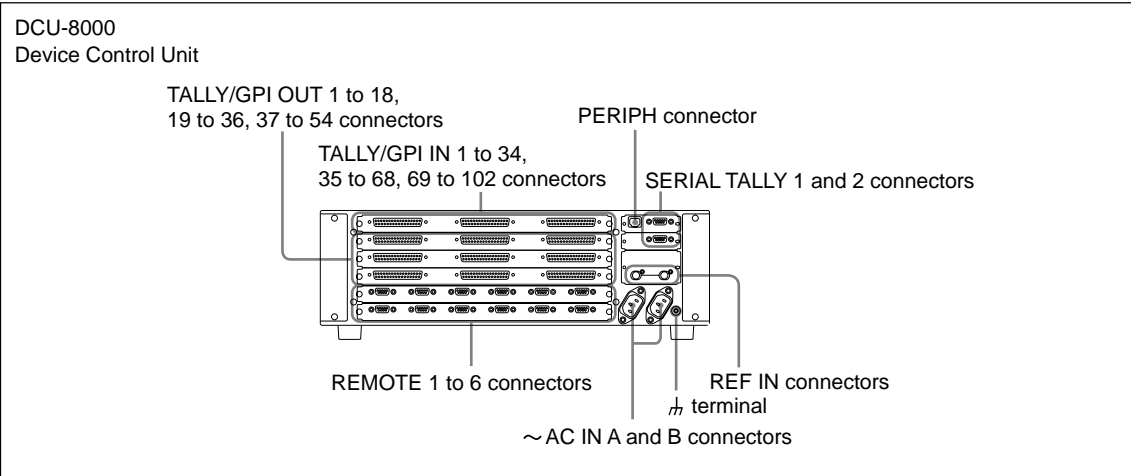 DCU-8000
Device Control Unit
TALLY/GPI OUT 1 to 18,
19 to 36, 37 to 54 connectors
PERIPH connector
TALLY/GPI IN 1 to 34,
35 to 68, 69 to 102 connectors
SERIAL TALLY 1 and 2 connectors
REMOTE 1 to 6 connectors
REF IN connectors
terminal
~ AC IN A and B connectors